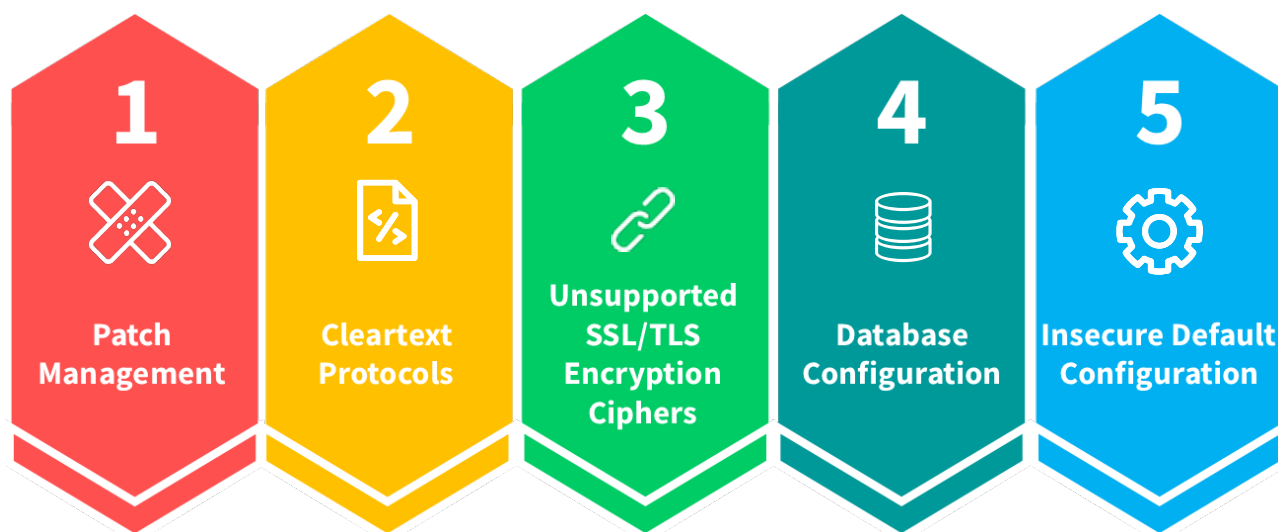 1
Patch
Management
2
Cleartext
Protocols
3
Unsupported
SSL/TLS
Encryption
Ciphers
4
Database
Configuration
5
Insecure Default
Configuration